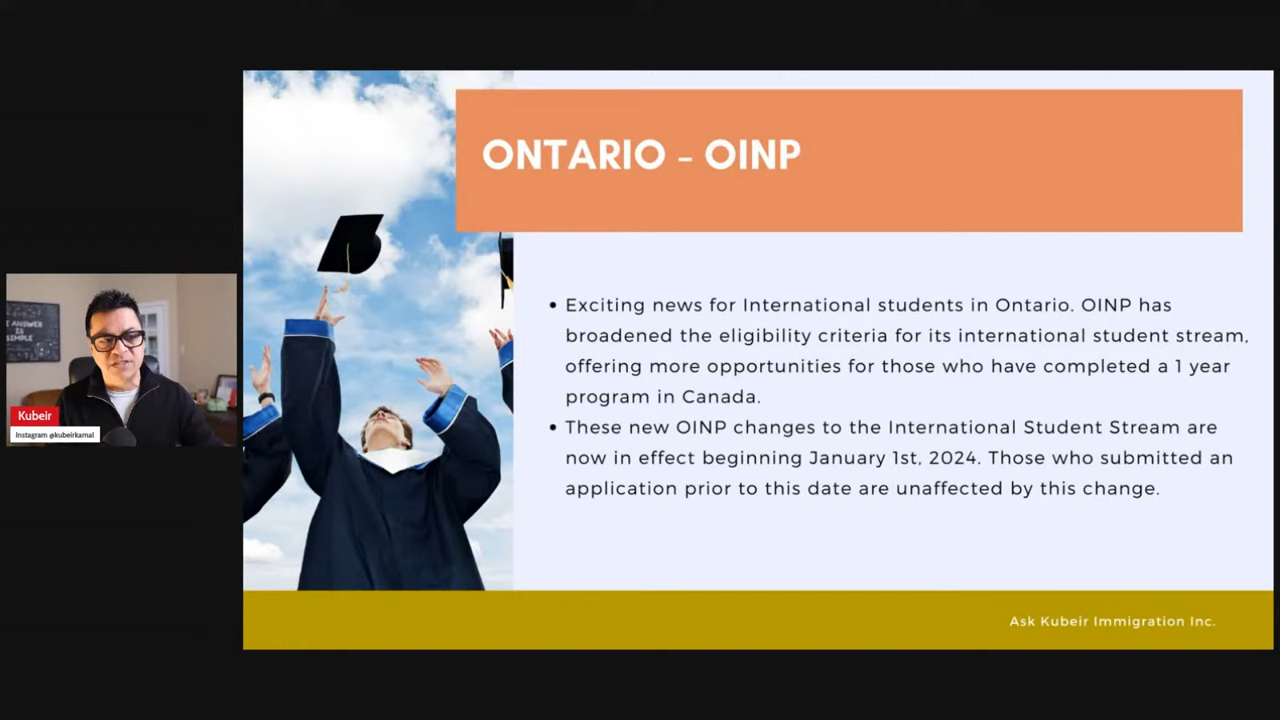 ONTARIO – OINP
• Exciting news for International students in Ontario. OINP has
broadened the eligibility criteria for its international student stream,
offering more opportunities for those who have completed a 1 year
program in Canada.
• These new OINP changes to the International Student Stream are
now in effect beginning January 1st, 2024. Those who submitted an
application prior to this date are unaffected by this change.
ANSWER
IS
SIMPLE
Kubeir
Instagram @kubeirkamal
Ask Kubeir Immigration Inc.